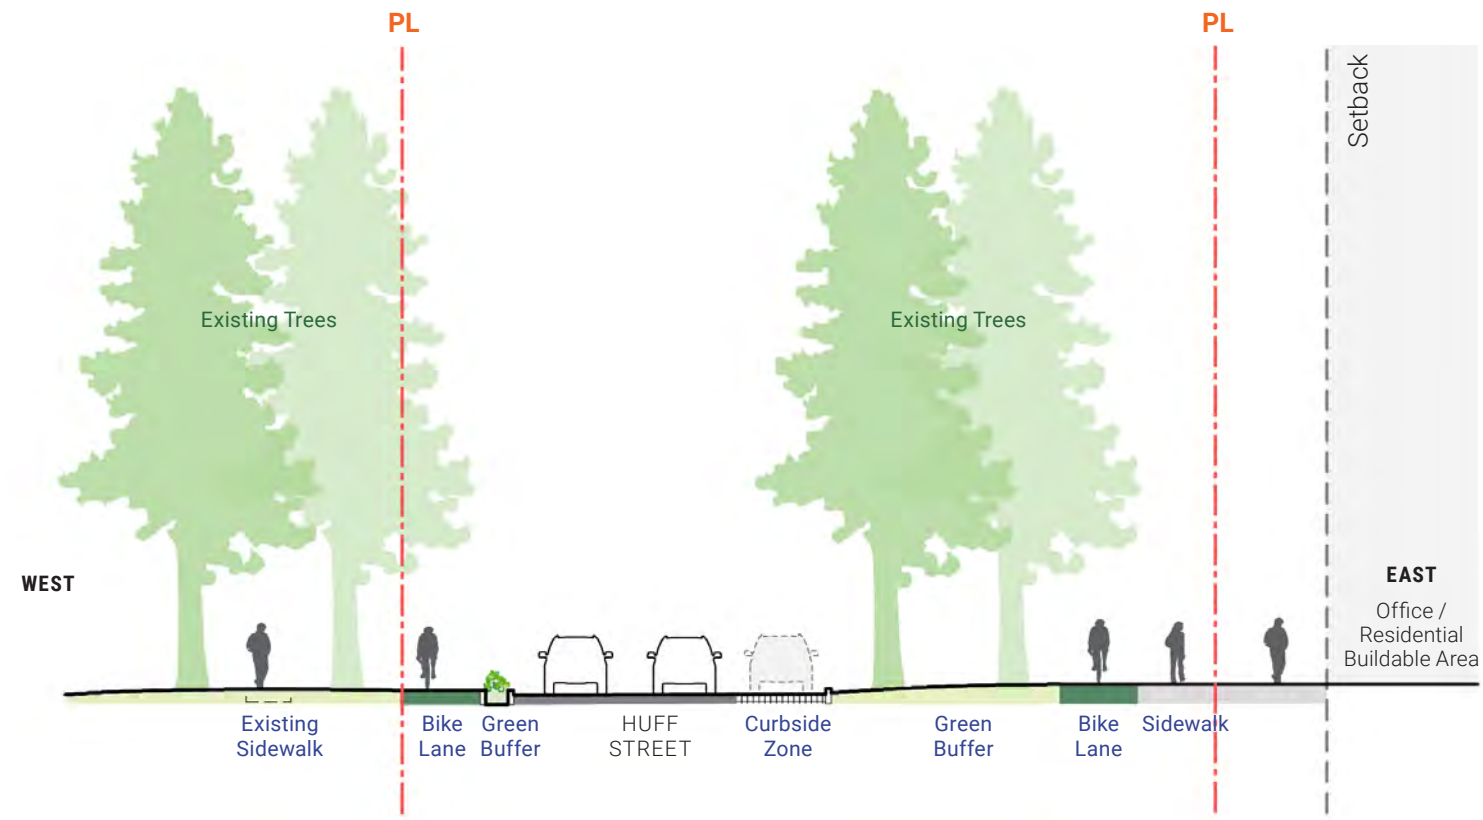 PL
PL
Setback
Existing Trees
Existing Trees
WEST
EAST
Office /
Residential
Buildable Area
Existing
Sidewalk
Bike
Lane
Green
Buffer
HUFF
STREET
Curbside
Zone
Green
Buffer
Bike
Lane
Sidewalk